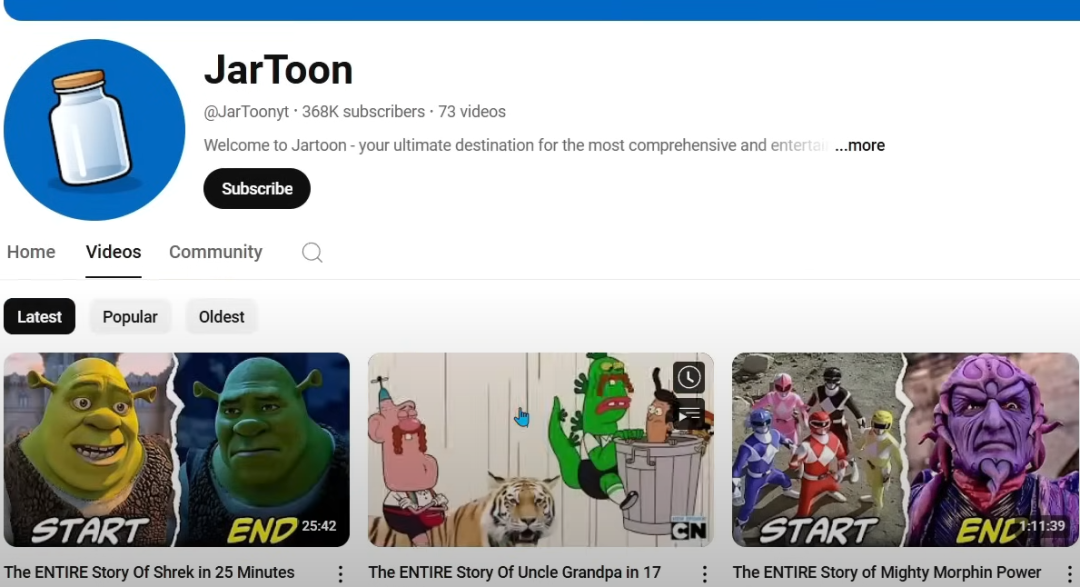 JarToon
@JarToonyt · 368K subscribers · 73 videos
Welcome to Jartoon - your ultimate destination for the most comprehensive and ...more
Subscribe
Home Videos Community
Latest Popular Oldest
START END 25:42
CN
START END 1:11:39
The ENTIRE Story Of Shrek in 25 Minutes
The ENTIRE Story Of Uncle Grandpa in 17
The ENTIRE Story of Mighty Morphin Power